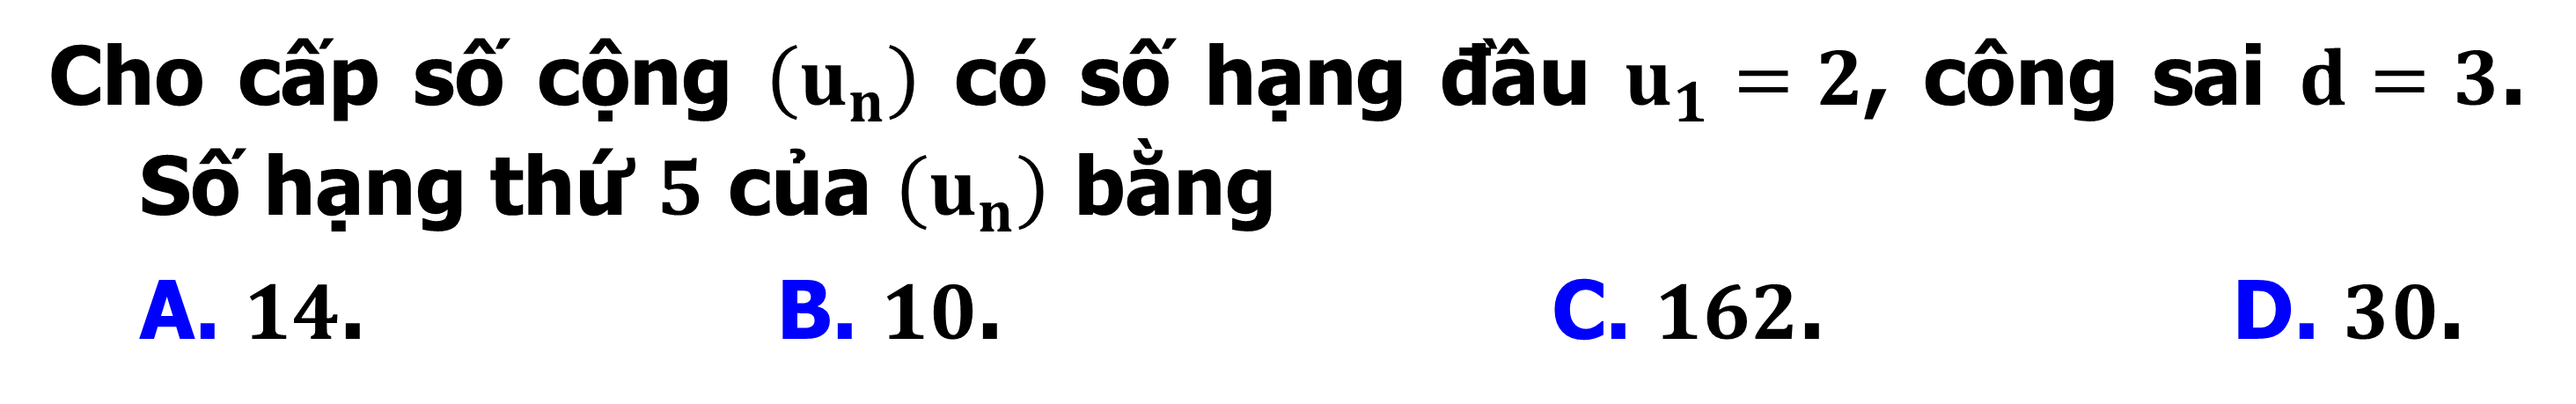 Cho cấp số cộng (uₙ) có số hạng đầu u₁ = 2, công sai d = 3.
Số hạng thứ 5 của (uₙ) bằng
A. 14. B. 10. C. 162. D. 30.